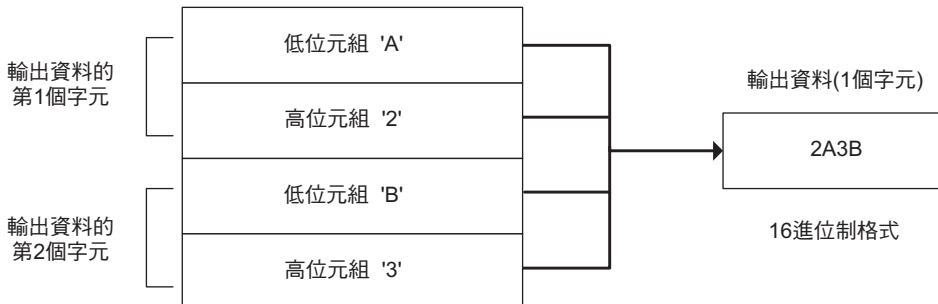 輸出資料的
第1個字元
低位元組 'A'
高位元組 '2'
輸出資料的
第2個字元
低位元組 'B'
高位元組 '3'
輸出資料(1個字元)
2A3B
16進位制格式